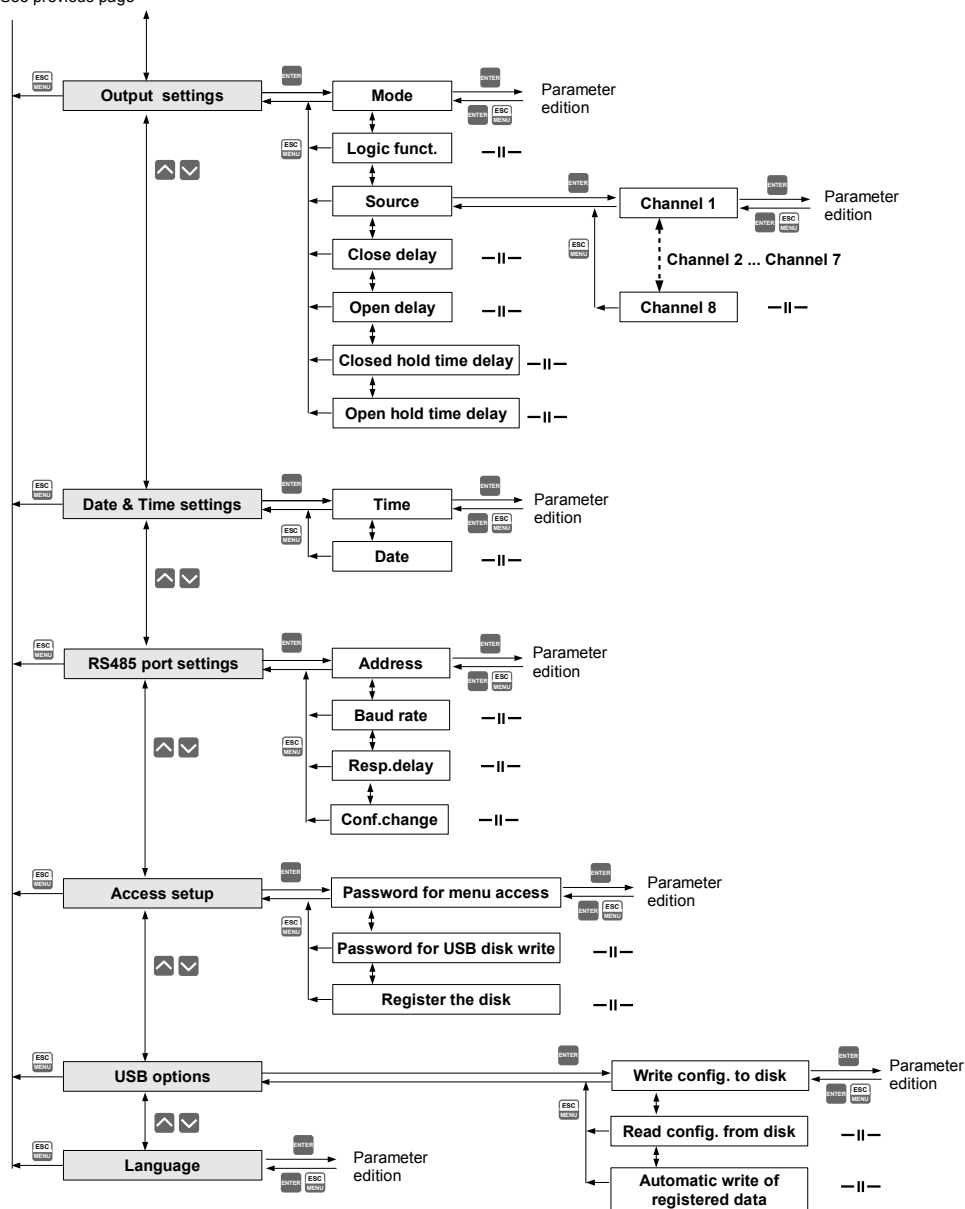 See previous page
ESC MENU
Output settings
ENTER
Mode
ENTER
ENTER ESC MENU
Parameter edition
ESC MENU
Logic funct.
—II—
Source
ENTER
Channel 1
ENTER
ENTER ESC MENU
Parameter edition
ESC MENU
Close delay
—II—
Channel 2 ... Channel 7
Open delay
—II—
Channel 8
—II—
Closed hold time delay
—II—
Open hold time delay
—II—
ESC MENU
Date & Time settings
ENTER
Time
ENTER
ENTER ESC MENU
Parameter edition
ESC MENU
Date
—II—
ESC MENU
RS485 port settings
ENTER
Address
ENTER
ENTER ESC MENU
Parameter edition
Baud rate
—II—
ESC MENU
Resp.delay
—II—
Conf.change
—II—
ESC MENU
Access setup
ENTER
Password for menu access
ENTER
ENTER ESC MENU
Parameter edition
ESC MENU
Password for USB disk write
—II—
Register the disk
—II—
ESC MENU
USB options
ENTER
Write config. to disk
ENTER
ENTER ESC MENU
Parameter edition
ESC MENU
Read config. from disk
—II—
Automatic write of
registered data
—II—
ESC MENU
Language
ENTER
ENTER ESC MENU
Parameter edition